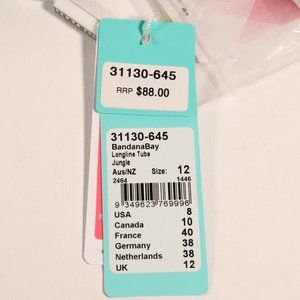 31130-645
RRP $88.00
31130-645
BandanaBay
Longline Tube
Jungle
Aus/NZ Size: 12
2464 1446
9 349623 769996
USA 8
Canada 10
France 40
Germany 38
Netherlands 38
UK 12